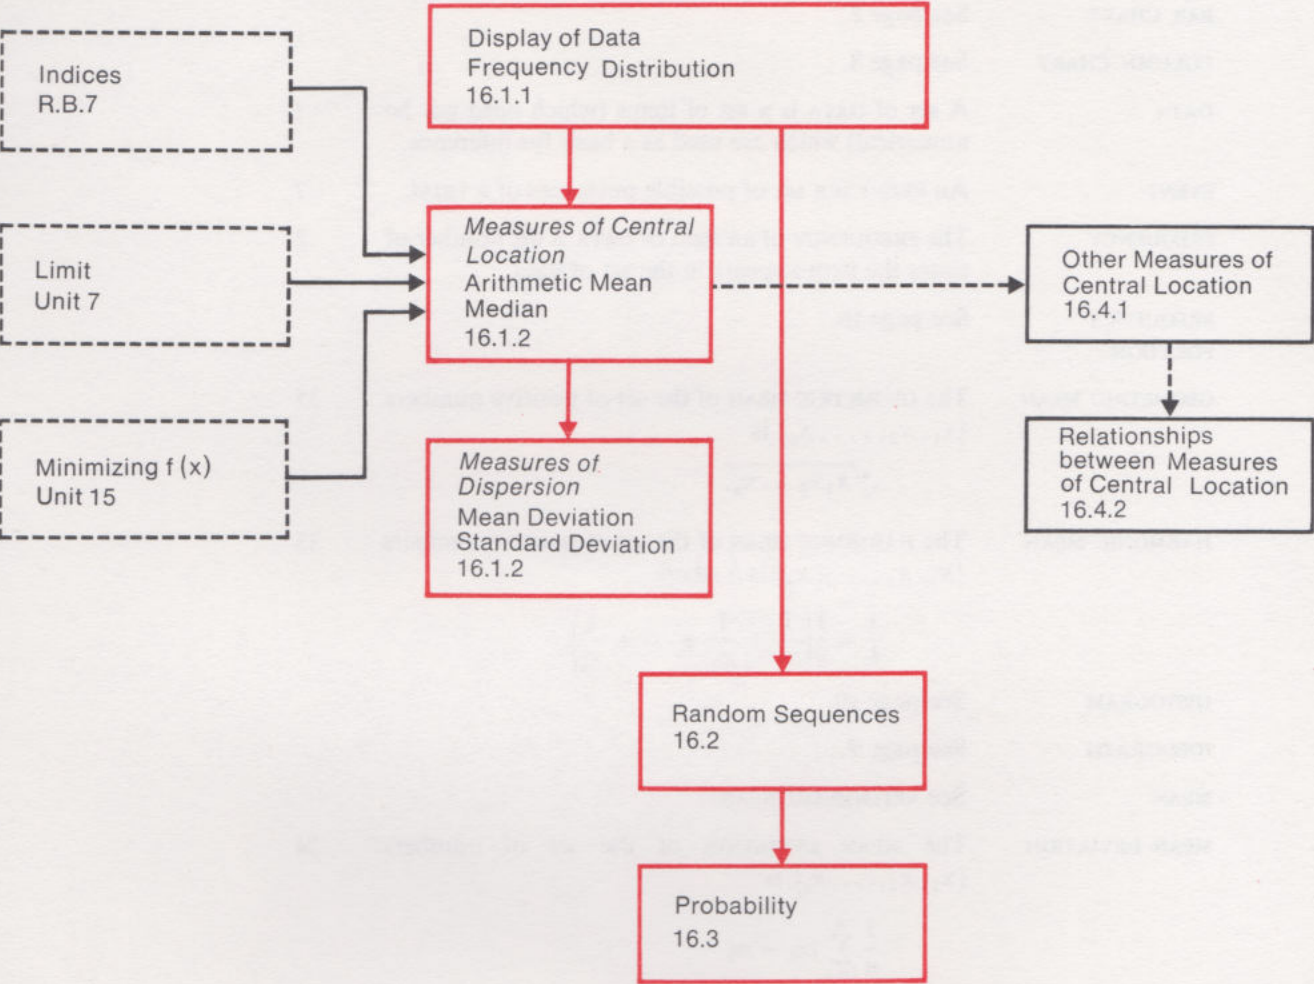 Display of Data
Frequency Distribution
16.1.1
Indices
R.B.7
Limit
Unit 7
Minimizing f (x)
Unit 15
Measures of Central
Location
Arithmetic Mean
Median
16.1.2
Measures of
Dispersion
Mean Deviation
Standard Deviation
16.1.2
Other Measures of
Central Location
16.4.1
Relationships
between Measures
of Central Location
16.4.2
Random Sequences
16.2
Probability
16.3